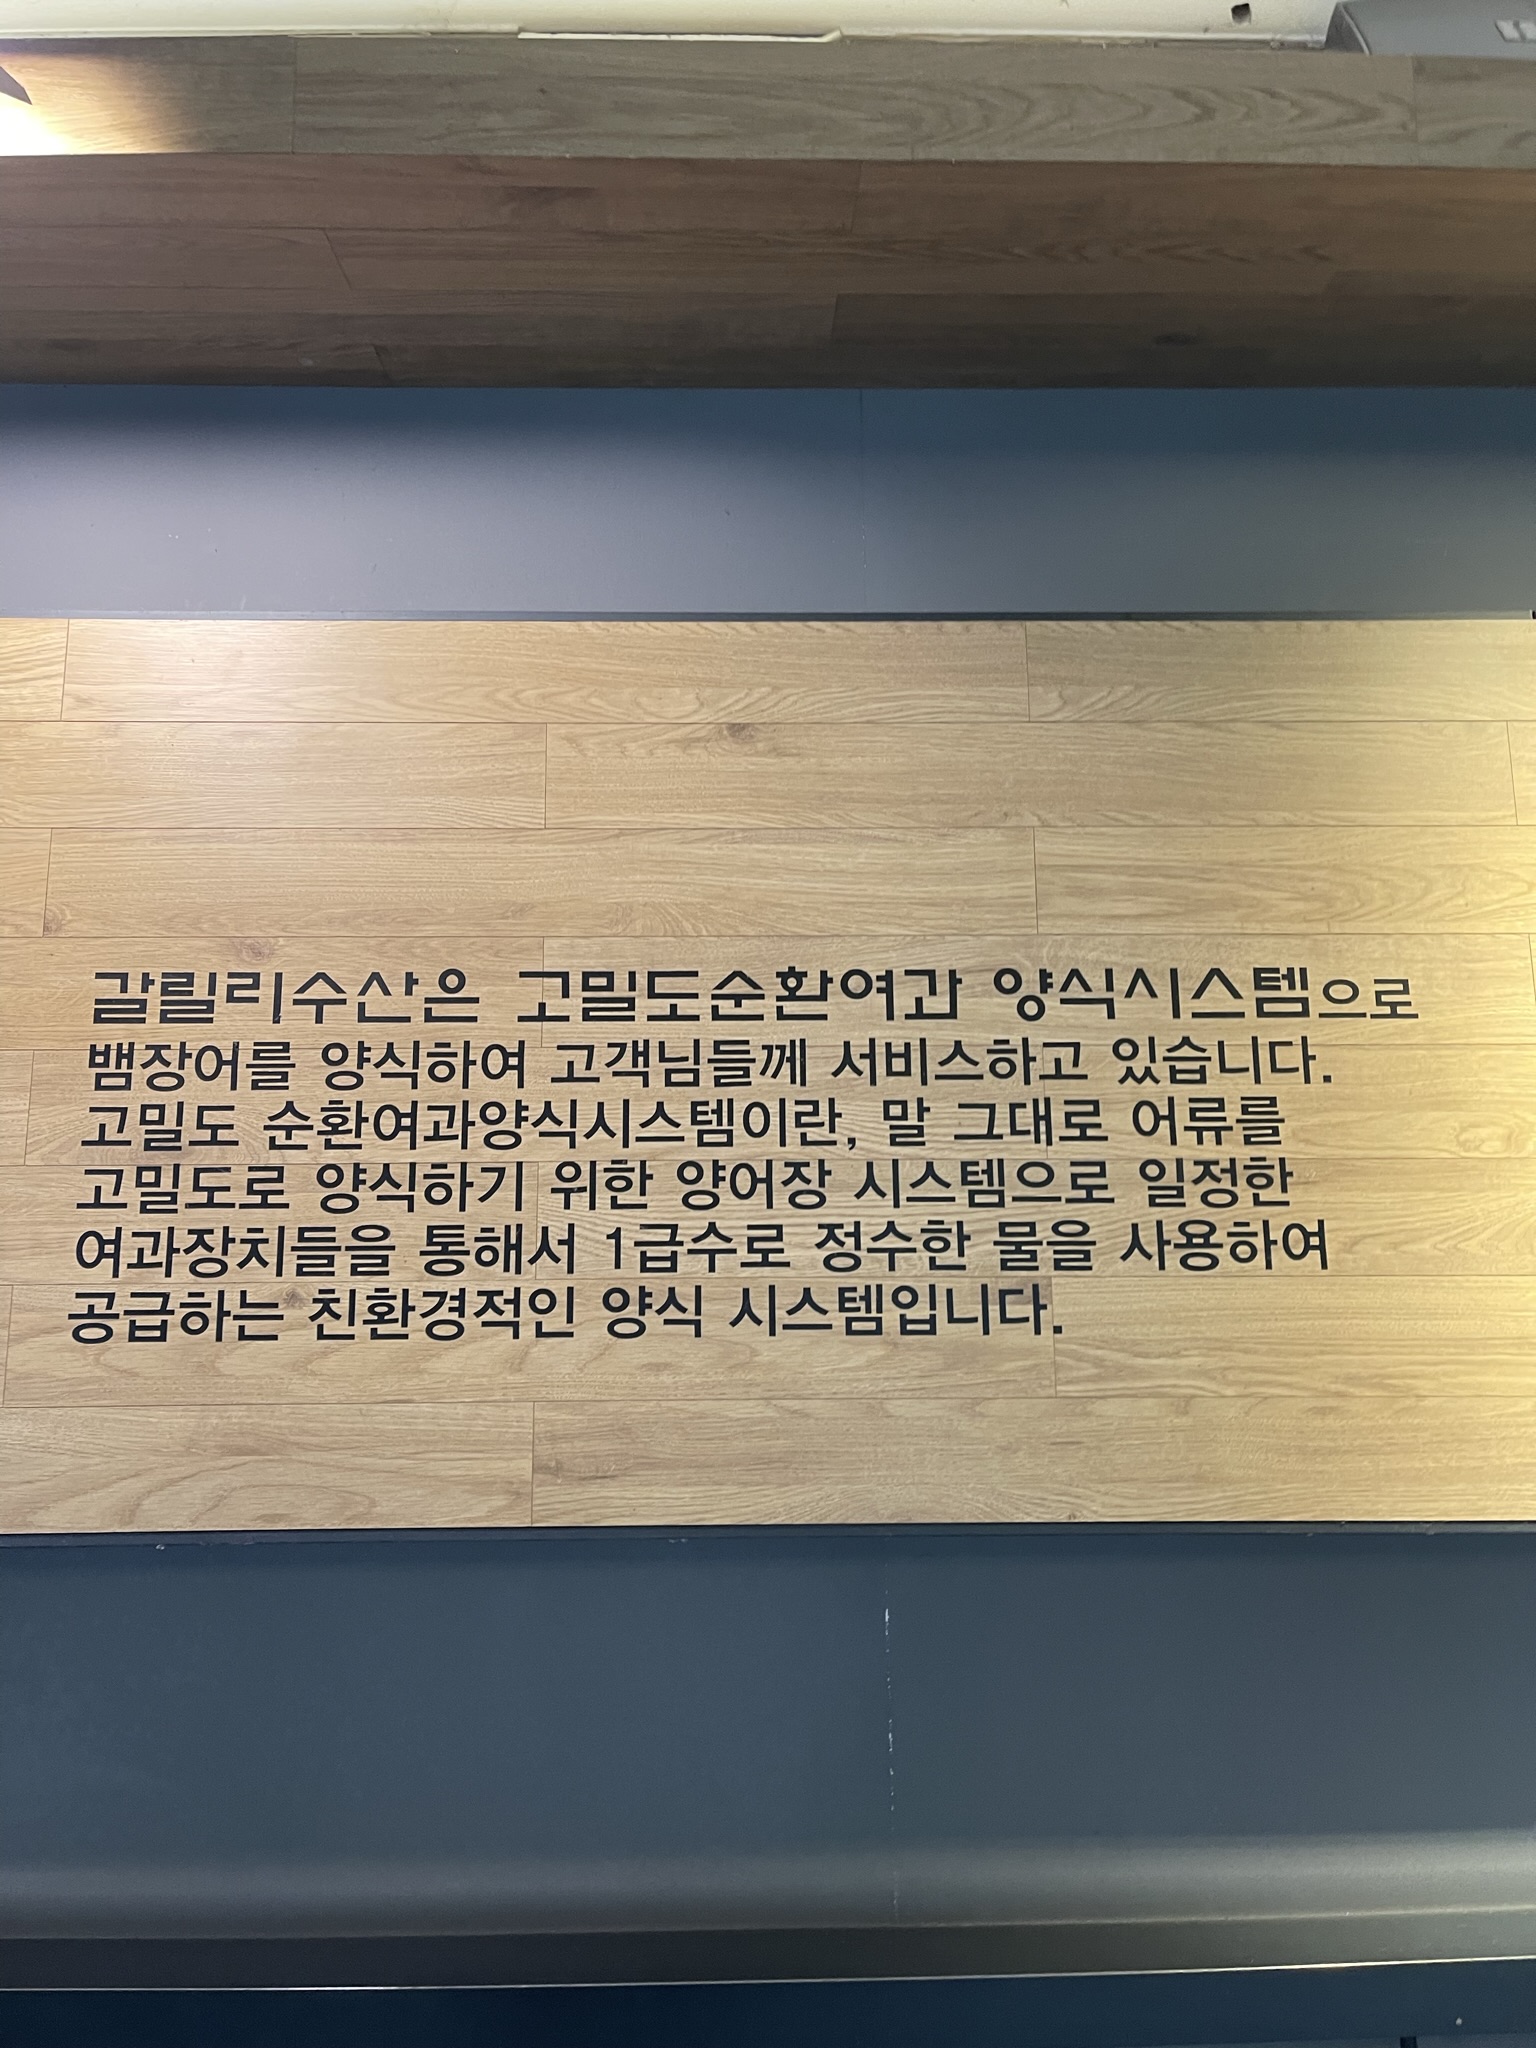 갈릴리수산은 고밀도순환여과 양식시스템으로
뱀장어를 양식하여 고객님들께 서비스하고 있습니다.
고밀도 순환여과양식시스템이란, 말 그대로 어류를
고밀도로 양식하기 위한 양어장 시스템으로 일정한
여과장치들을 통해서 1급수로 정수한 물을 사용하여
공급하는 친환경적인 양식 시스템입니다.